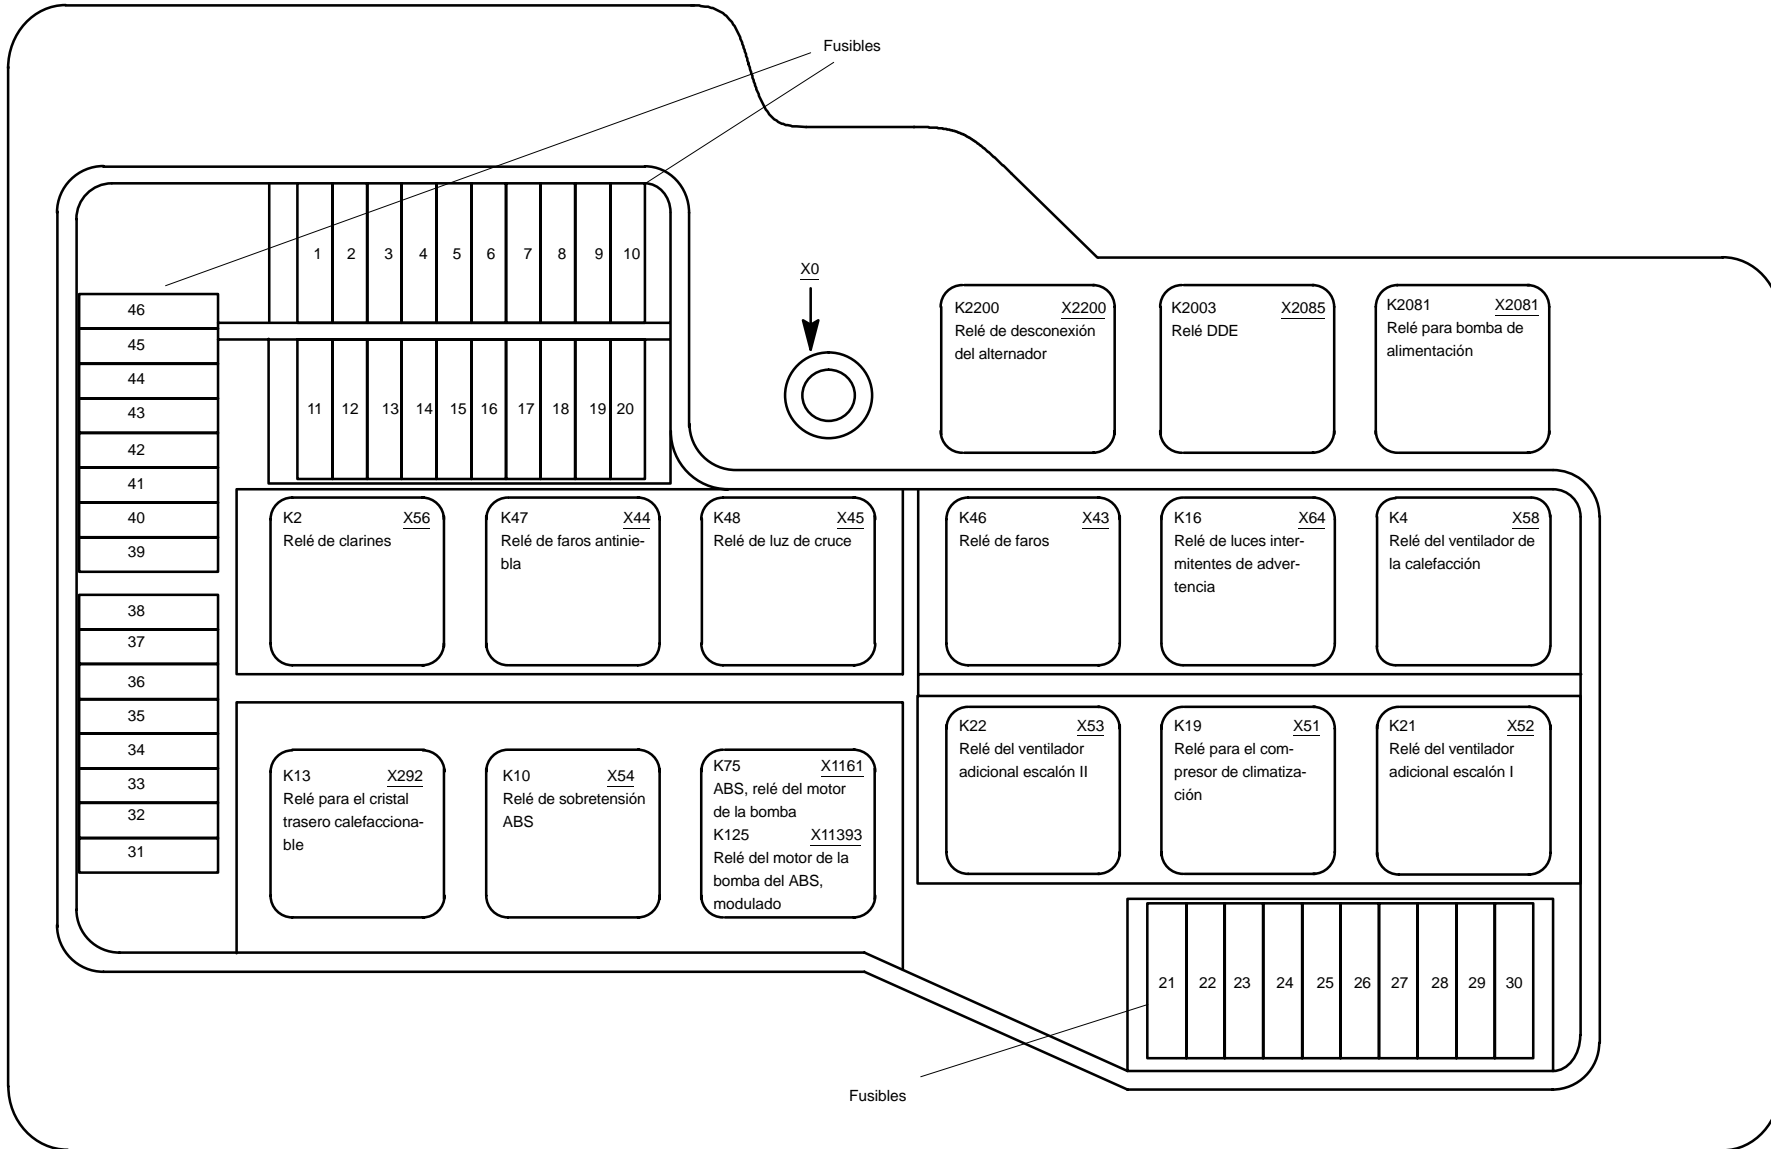 Fusibles
1 2 3 4 5 6 7 8 9 10
X0
46
45
44
43
42
41
40
39
38
37
36
35
34
33
32
31
11 12 13 14 15 16 17 18 19 20
K2200 X2200
Relé de desconexión
del alternador
K2003 X2085
Relé DDE
K2081 X2081
Relé para bomba de
alimentación
K2 X56
Relé de clarines
K47 X44
Relé de faros antinie-
bla
K48 X45
Relé de luz de cruce
K46 X43
Relé de faros
K16 X64
Relé de luces inter-
mitentes de adver-
tencia
K4 X58
Relé del ventilador de
la calefacción
K13 X292
Relé para el cristal
trasero calefacciona-
ble
K10 X54
Relé de sobretensión
ABS
K75 X1161
ABS, relé del motor
de la bomba
K125 X11393
Relé del motor de la
bomba del ABS,
modulado
K22 X53
Relé del ventilador
adicional escalón II
K19 X51
Relé para el com-
presor de climatiza-
ción
K21 X52
Relé del ventilador
adicional escalón I
21 22 23 24 25 26 27 28 29 30
Fusibles